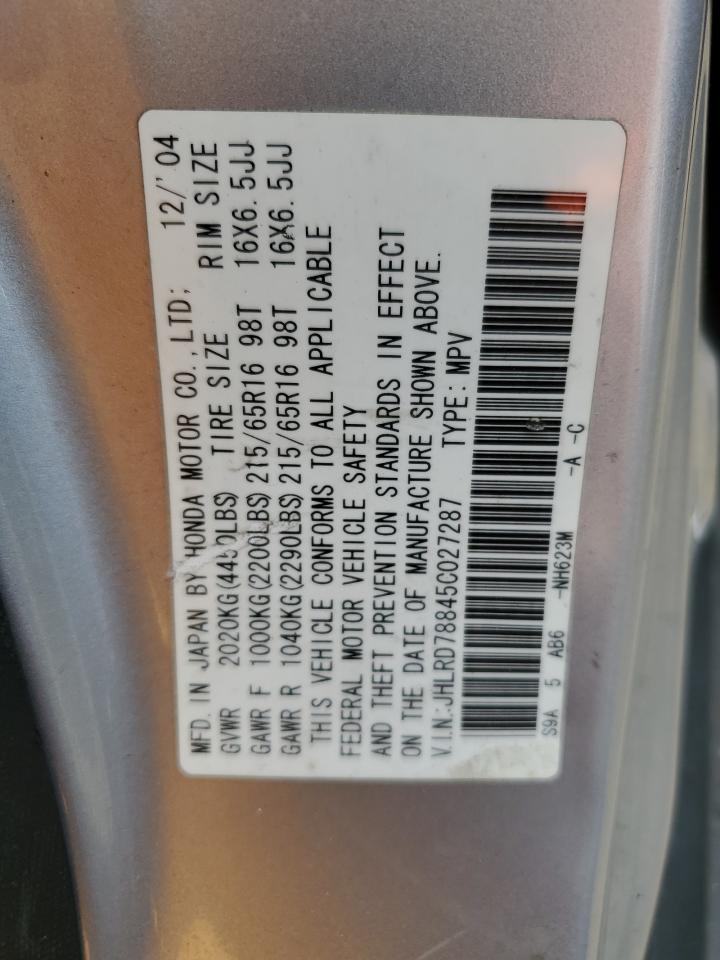 MFD. IN JAPAN BY HONDA MOTOR CO., LTD; 12/'04
GVWR 2020KG(4450LBS) TIRE SIZE RIM SIZE
GAWR F 1000KG(2200LBS) 215/65R16 98T 16X6. 5JJ
GAWR R 1040KG(2290LBS) 215/65R16 98T 16X6. 5JJ
THIS VEHICLE CONFORMS TO ALL APPLICABLE
FEDERAL MOTOR VEHICLE SAFETY
AND THEFT PREVENTION STANDARDS IN EFFECT
ON THE DATE OF MANUFACTURE SHOWN ABOVE.
V.I.N.:JHLRD78845C027287 TYPE: MPV
S9A 5 AB6 -NH623M -A -C